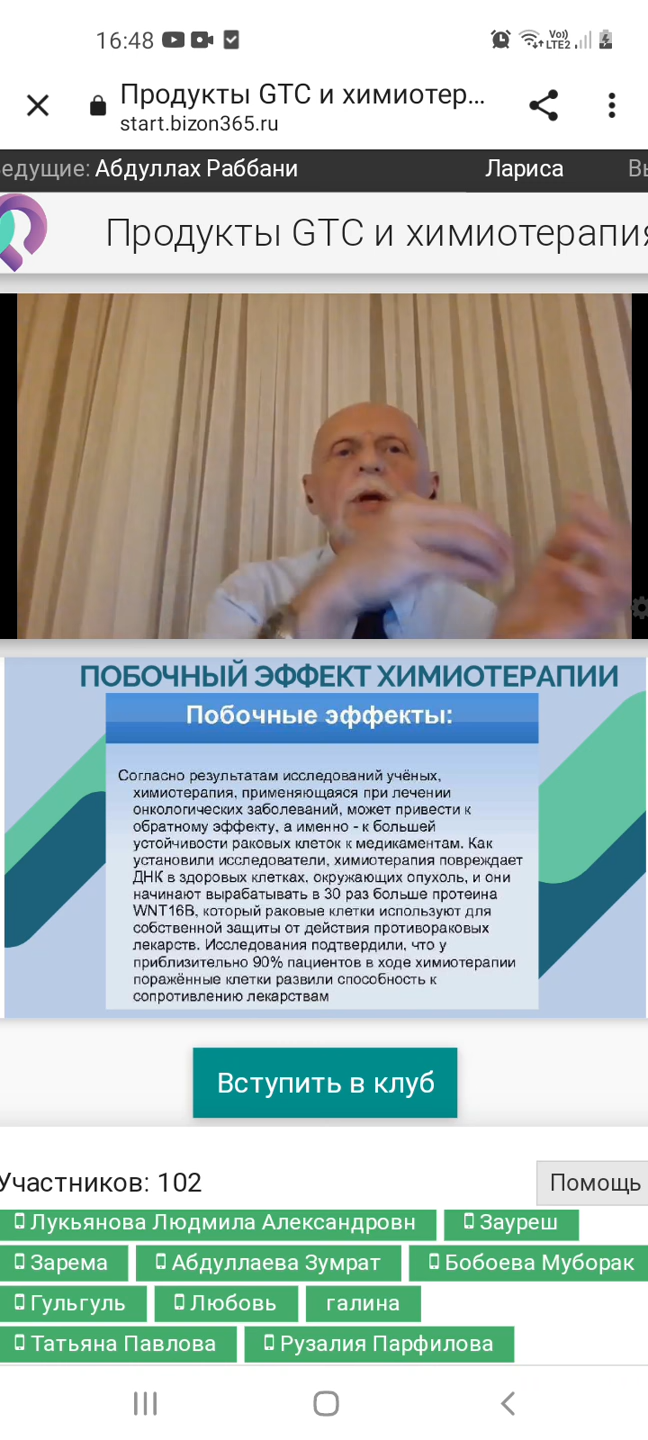 16:48
Vo))
LTE2
Продукты GTC и химиотер...
start.bizon365.ru
едущие: Абдуллах Раббани Лариса Вы
Продукты GTC и химиотерапия
ПОБОЧНЫЙ ЭФФЕКТ ХИМИОТЕРАПИИ
Побочные эффекты:
Согласно результатам исследований учёных,
химиотерапия, применяющаяся при лечении
онкологических заболеваний, может привести к
обратному эффекту, а именно - к большей
устойчивости раковых клеток к медикаментам. Как
установили исследователи, химиотерапия повреждает
ДНК в здоровых клетках, окружающих опухоль, и они
начинают вырабатывать в 30 раз больше протеина
WNT16B, который раковые клетки используют для
собственной защиты от действия противораковых
лекарств. Исследования подтвердили, что у
приблизительно 90% пациентов в ходе химиотерапии
поражённые клетки развили способность к
сопротивлению лекарствам
Вступить в клуб
Участников: 102
Помощь
Лукьянова Людмила Александровн Зауреш
Зарема Абдуллаева Зумрат Бобоева Муборак
Гульгуль Любовь галина
Татьяна Павлова Рузалия Парфилова